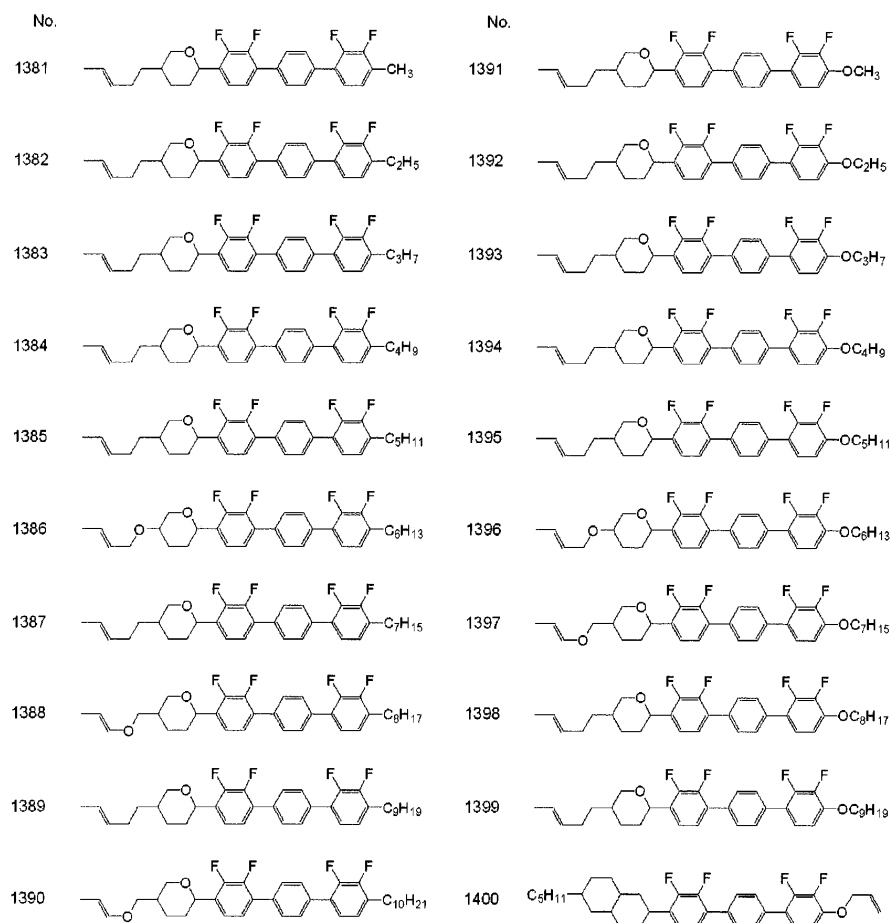 No. No.
F F F F F F F F
O O
1381 CH3 1391 OCH3
F F F F F F F F
O O
1382 C2H5 1392 OC2H5
F F F F F F F F
O O
1383 C3H7 1393 OC3H7
F F F F F F F F
O O
1384 C4H9 1394 OC4H9
F F F F F F F F
O O
1385 C5H11 1395 OC5H11
F F F F F F F F
O O
1386 O C6H13 1396 O OC6H13
F F F F F F F F
O O
1387 C7H15 1397 O OC7H15
F F F F F F F F
O O
1388 O C8H17 1398 OC8H17
F F F F F F F F
O O
1389 C9H19 1399 OC9H19
F F F F F F F F
O
1390 O C10H21 1400 C5H11 O